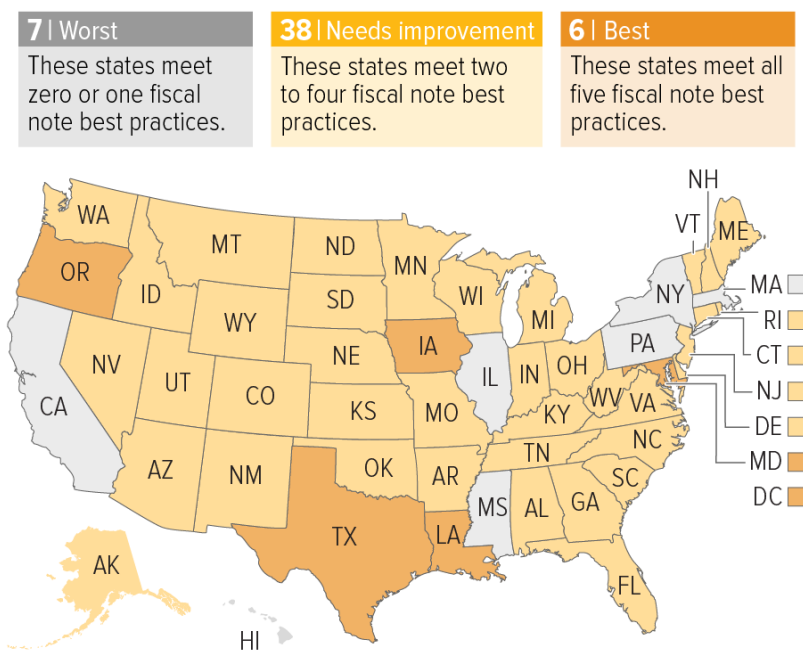 7 | Worst
These states meet
zero or one fiscal
note best practices.
38 | Needs improvement
These states meet two
to four fiscal note best
practices.
6 | Best
These states meet all
five fiscal note best
practices.
NH
VT
ME
WA
MT
ND
MN
OR
ID
SD
WI
NY
MA
WY
MI
RI
IA
NE
PA
CT
NV
UT
CO
IL
IN
OH
NJ
CA
KS
MO
WV
VA
KY
DE
NC
TN
MD
AZ
NM
OK
AR
SC
DC
MS
AL
GA
TX
LA
AK
FL
HI